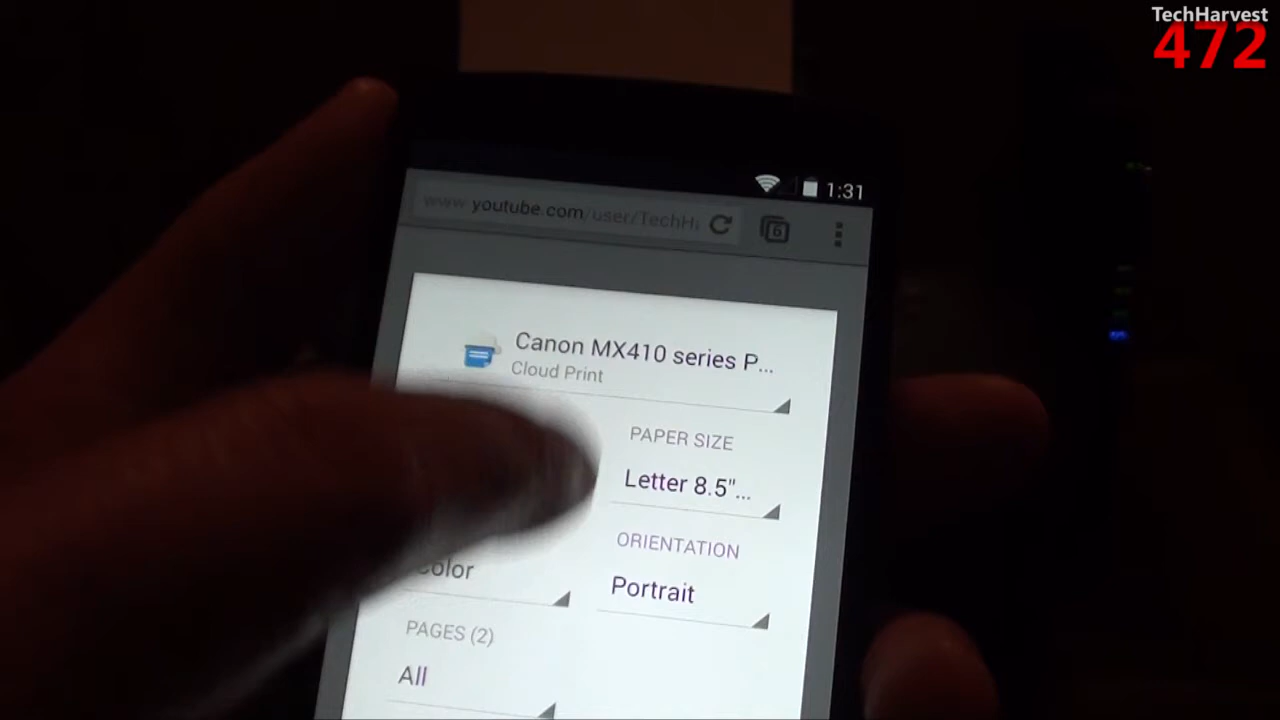 TechHarvest
472
1:31
www.youtube.com/user/TechH
6
Canon MX410 series P...
Cloud Print
PAPER SIZE
Letter 8.5"...
ORIENTATION
Color
Portrait
PAGES (2)
All